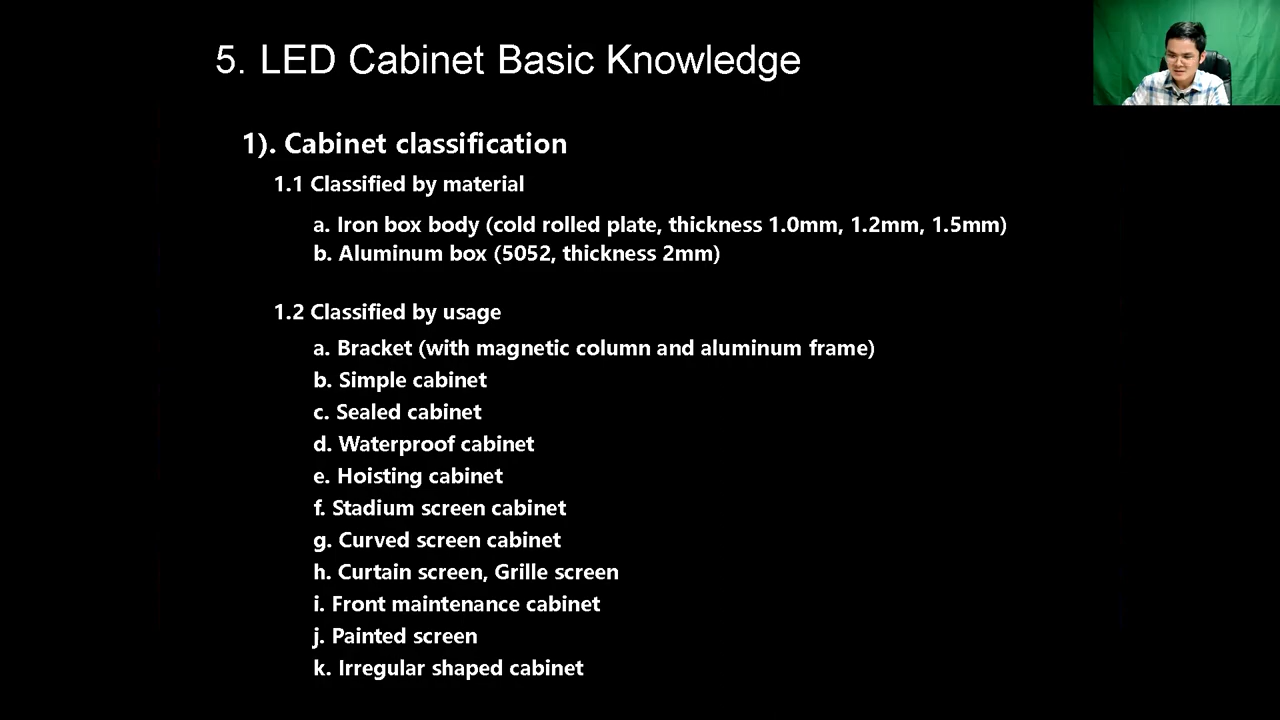 5. LED Cabinet Basic Knowledge
1). Cabinet classification
1.1 Classified by material
a. Iron box body (cold rolled plate, thickness 1.0mm, 1.2mm, 1.5mm)
b. Aluminum box (5052, thickness 2mm)
1.2 Classified by usage
a. Bracket (with magnetic column and aluminum frame)
b. Simple cabinet
c. Sealed cabinet
d. Waterproof cabinet
e. Hoisting cabinet
f. Stadium screen cabinet
g. Curved screen cabinet
h. Curtain screen, Grille screen
i. Front maintenance cabinet
j. Painted screen
k. Irregular shaped cabinet